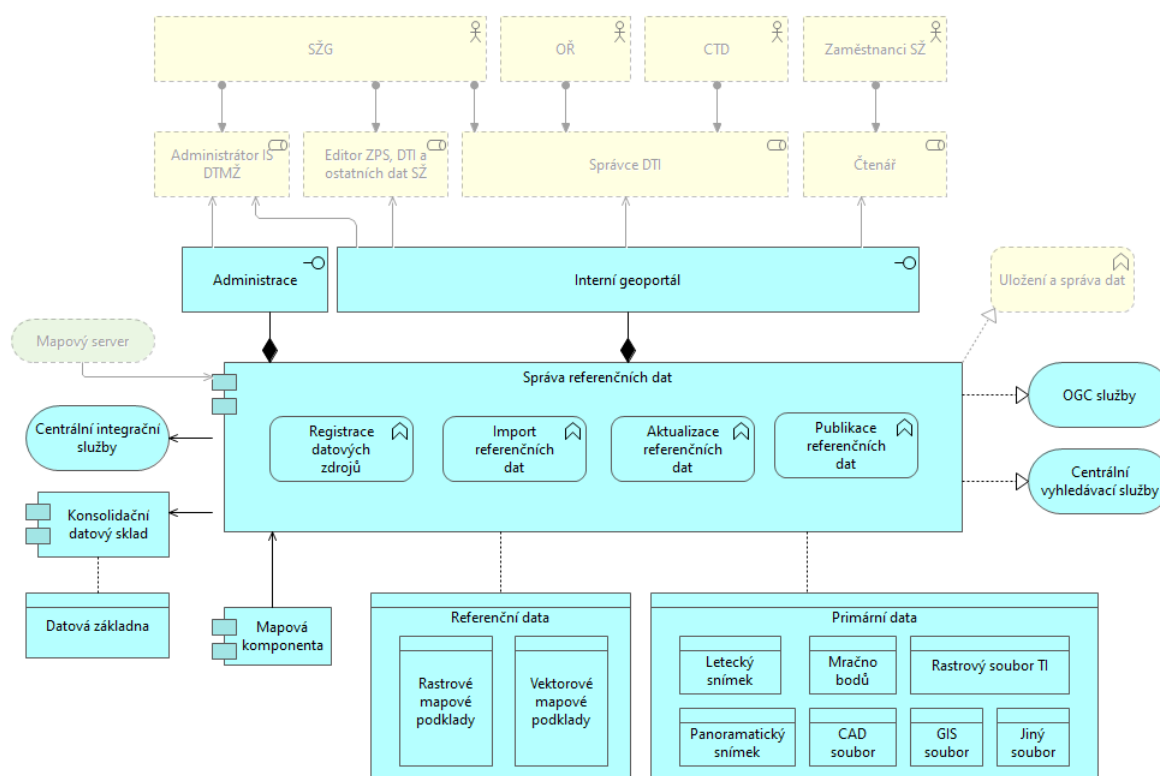 SŽG
OŘ
CTD
Zaměstnanci SŽ
Administrátor IS
DTMŽ
Editor ZPS, DTI a
ostatních dat SŽ
Správce DTI
Čtenář
Administrace
Interní geoportál
Uložení a správa dat
Mapový server
Správa referenčních dat
Registrace
datových
zdrojů
Import
referenčních
dat
Aktualizace
referenčních
dat
Publikace
referenčních
dat
OGC služby
Centrální integrační
služby
Centrální
vyhledávací služby
Konsolidační
datový sklad
Datová základna
Mapová
komponenta
Referenční data
Rastrové
mapové
podklady
Vektorové
mapové
podklady
Primární data
Letecký
snímek
Mračno
bodů
Rastrový soubor TI
Panoramatický
snímek
CAD
soubor
GIS
soubor
Jiný
soubor